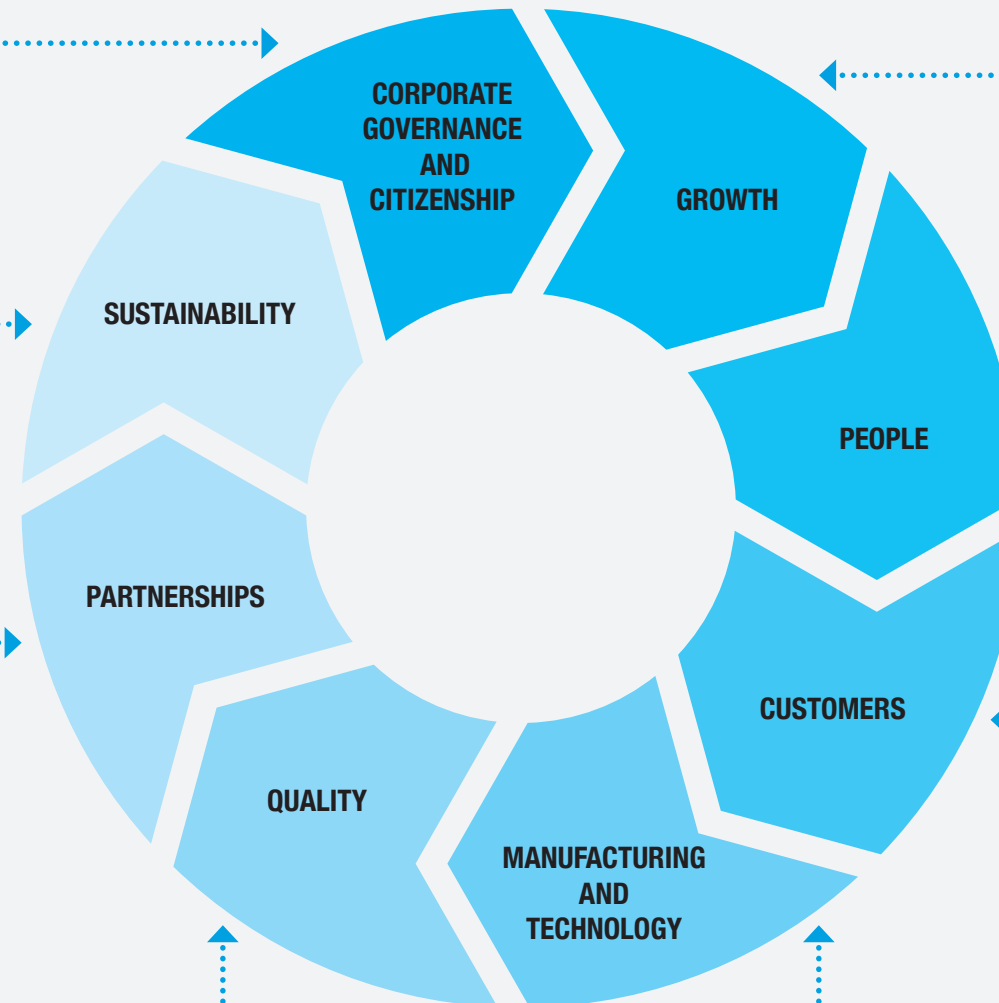 CORPORATE
GOVERNANCE
AND
CITIZENSHIP
GROWTH
PEOPLE
CUSTOMERS
MANUFACTURING
AND
TECHNOLOGY
QUALITY
PARTNERSHIPS
SUSTAINABILITY